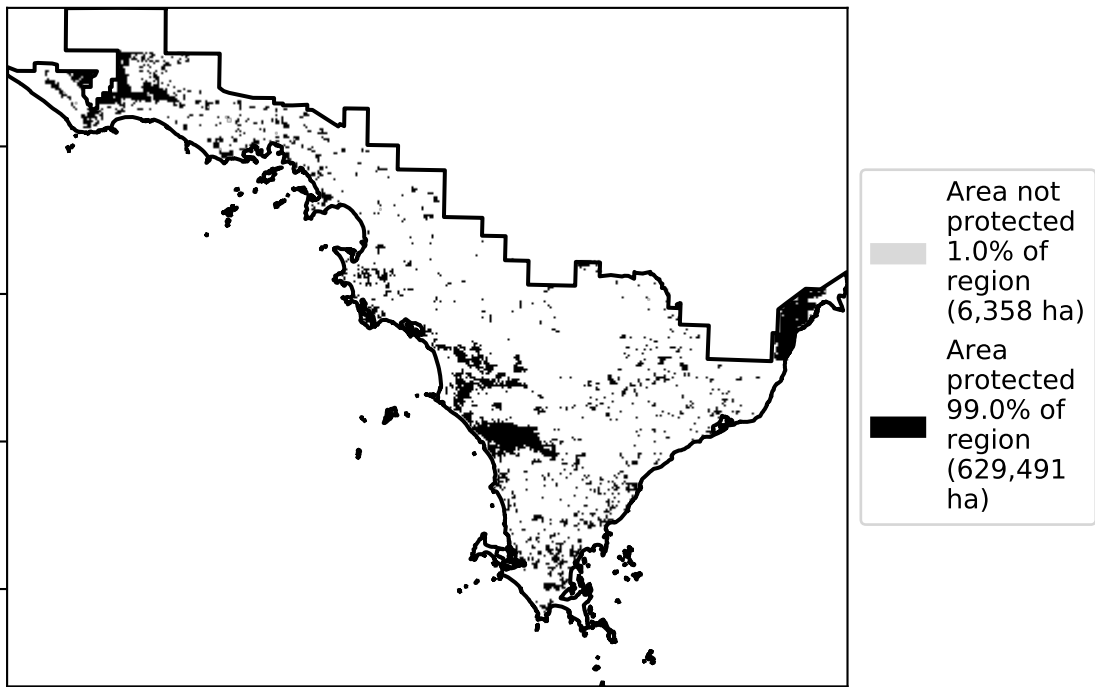 Area not
protected
1.0% of
region
(6,358 ha)
Area
protected
99.0% of
region
(629,491
ha)